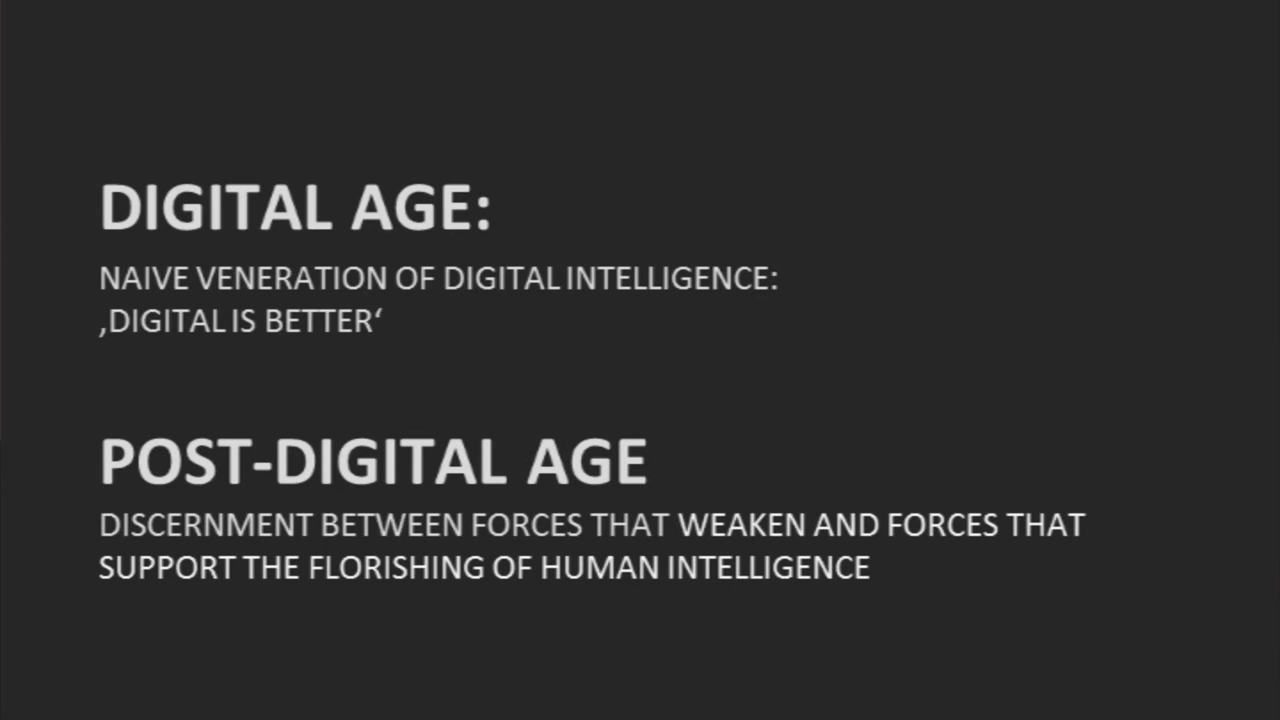 DIGITAL AGE:
NAIVE VENERATION OF DIGITAL INTELLIGENCE:
‚DIGITAL IS BETTER‘
POST-DIGITAL AGE
DISCERNMENT BETWEEN FORCES THAT WEAKEN AND FORCES THAT
SUPPORT THE FLORISHING OF HUMAN INTELLIGENCE